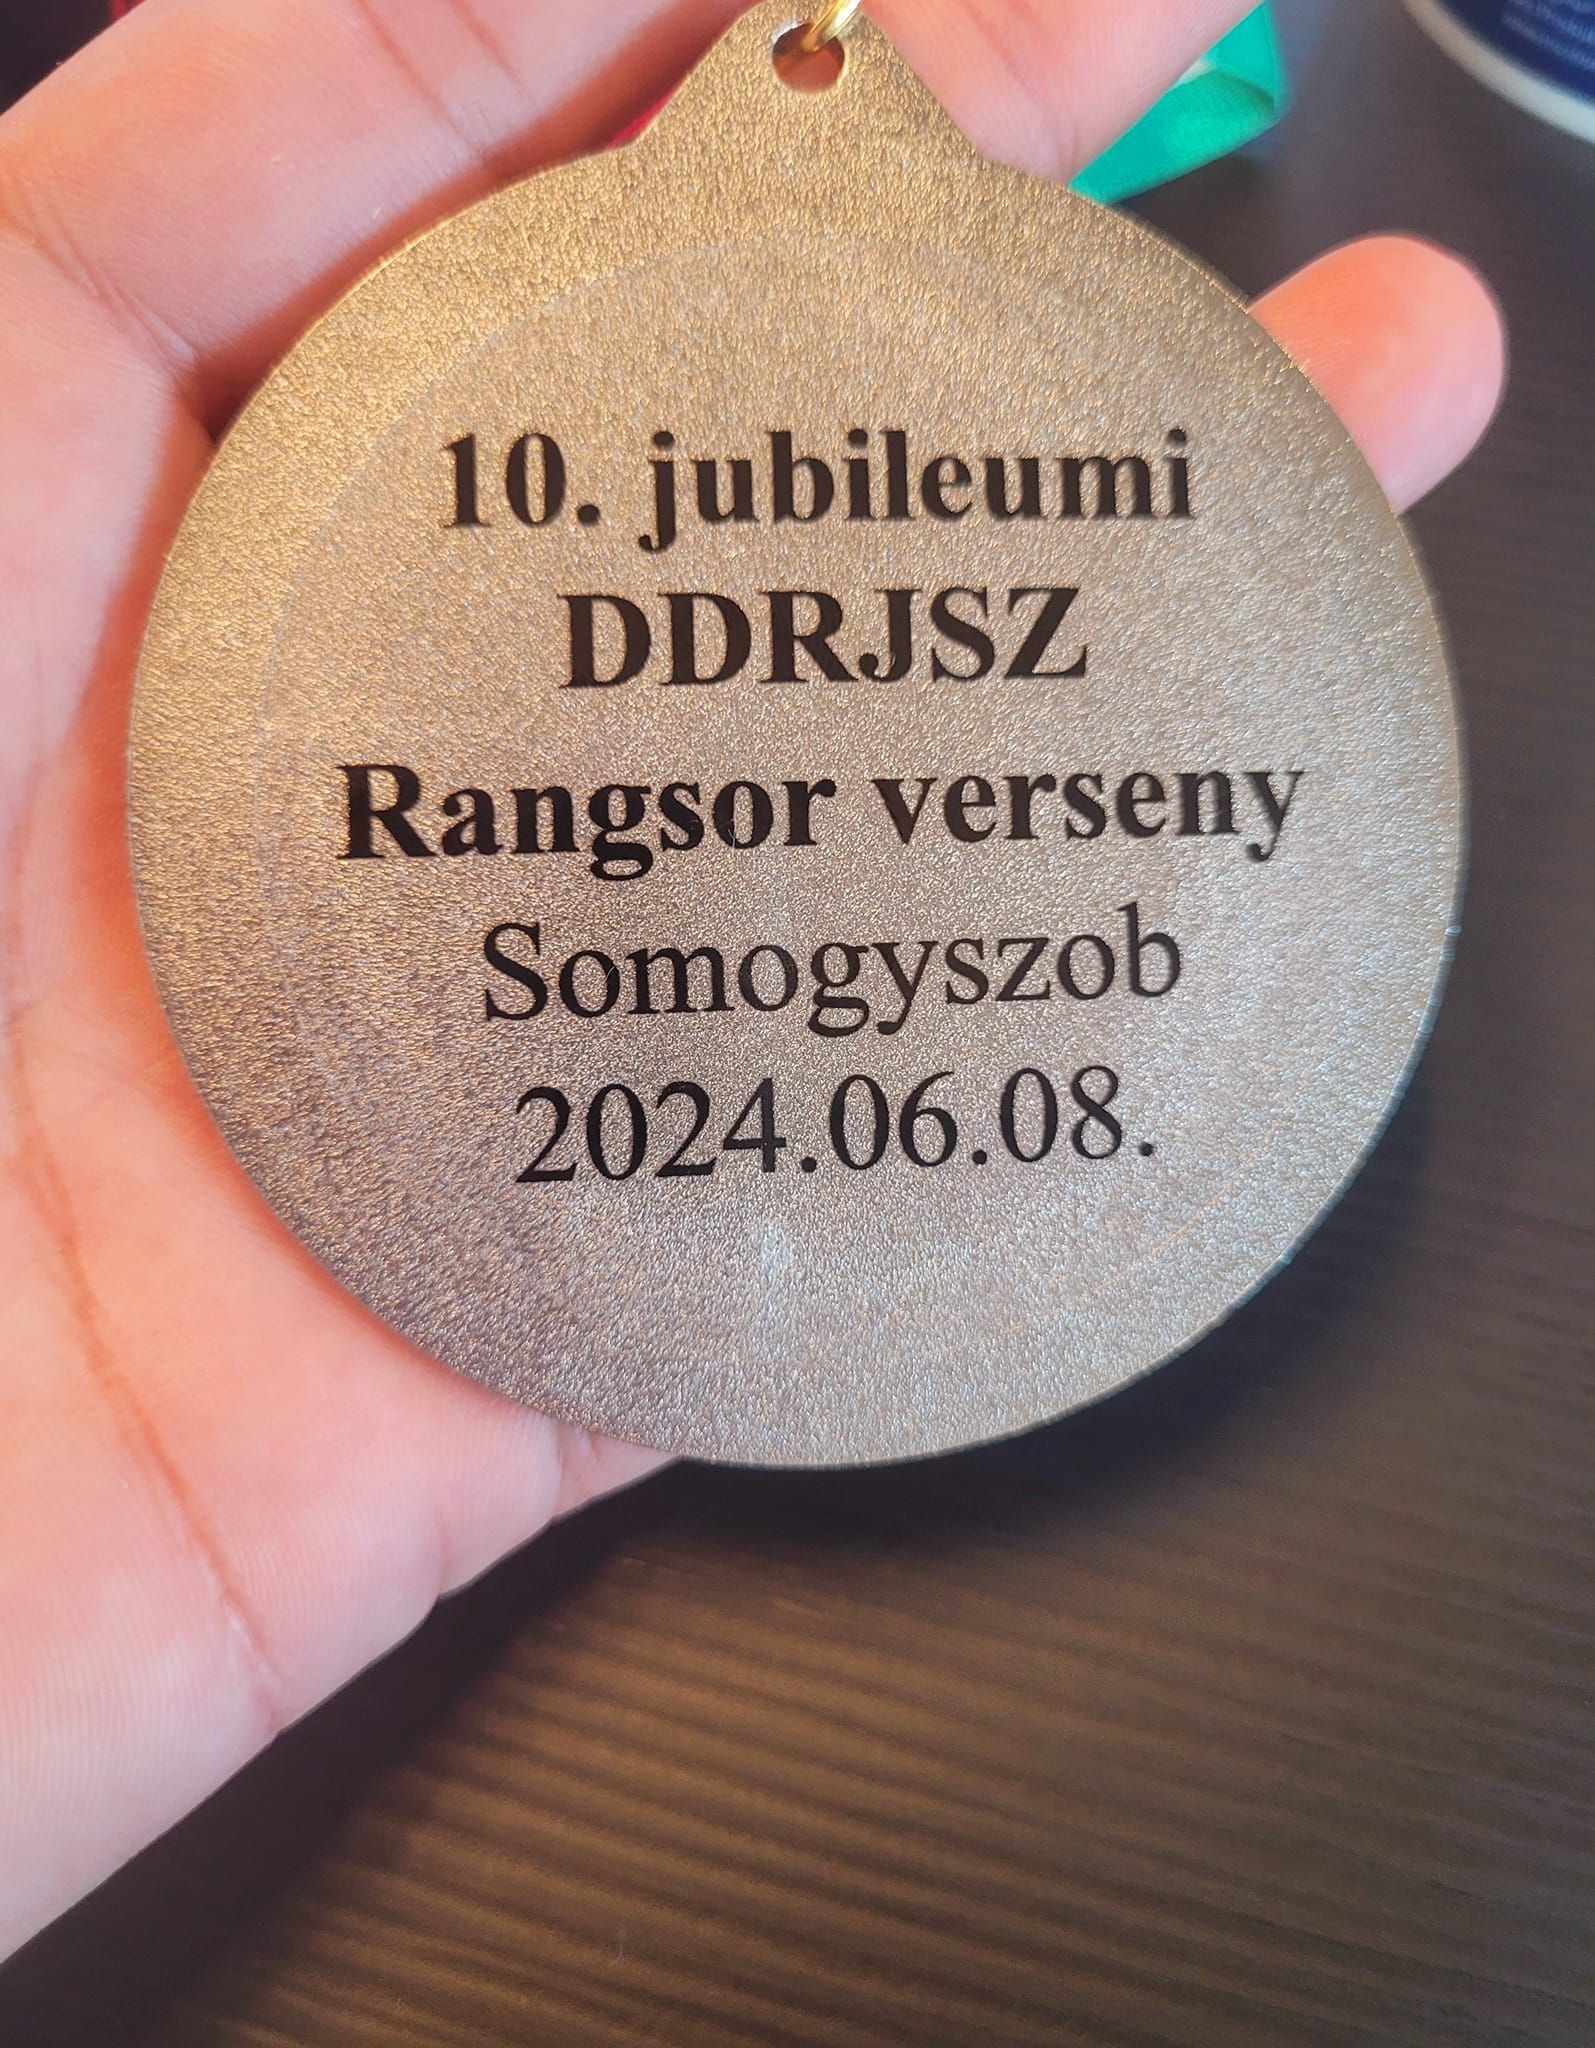 10. jubileumi
DDRJSZ
Rangsor verseny
Somogyszob
2024.06.08.